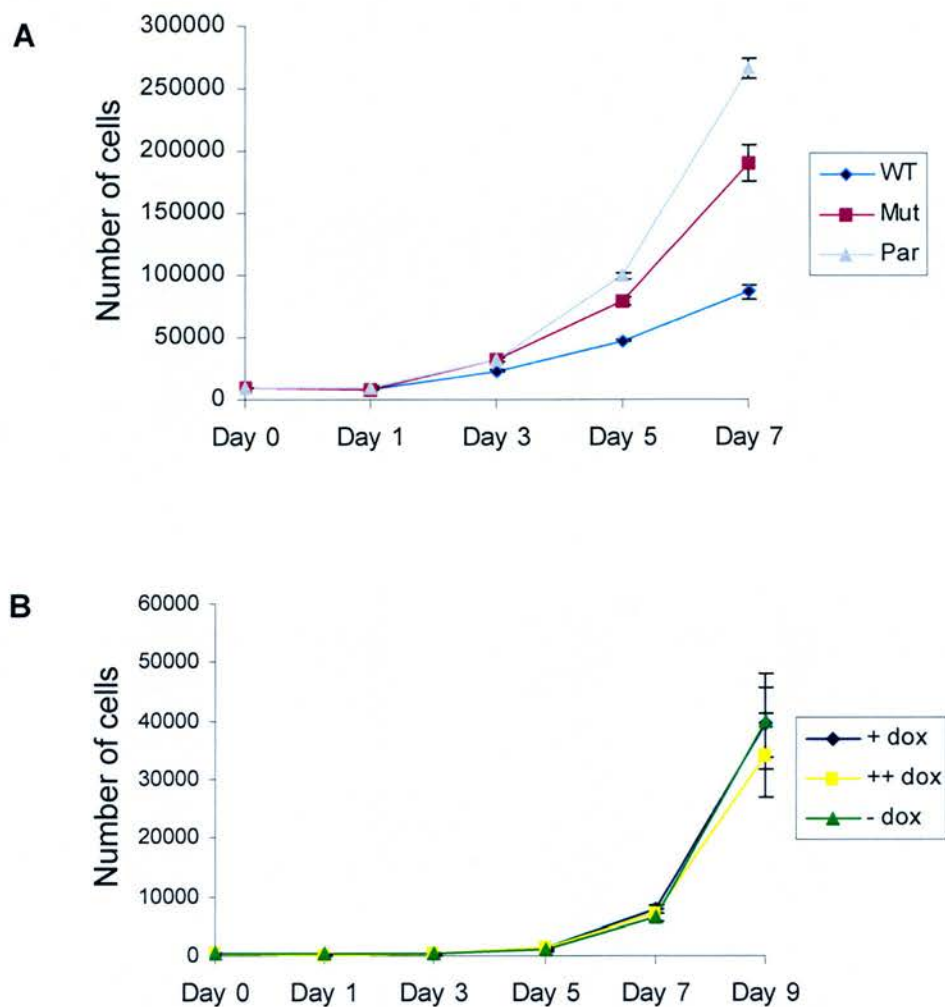 A
Number of cells
300000
250000
200000
150000
100000
50000
0
Day 0 Day 1 Day 3 Day 5 Day 7
WT
Mut
Par
B
Number of cells
60000
50000
40000
30000
20000
10000
0
Day 0 Day 1 Day 3 Day 5 Day 7 Day 9
+ dox
++ dox
- dox